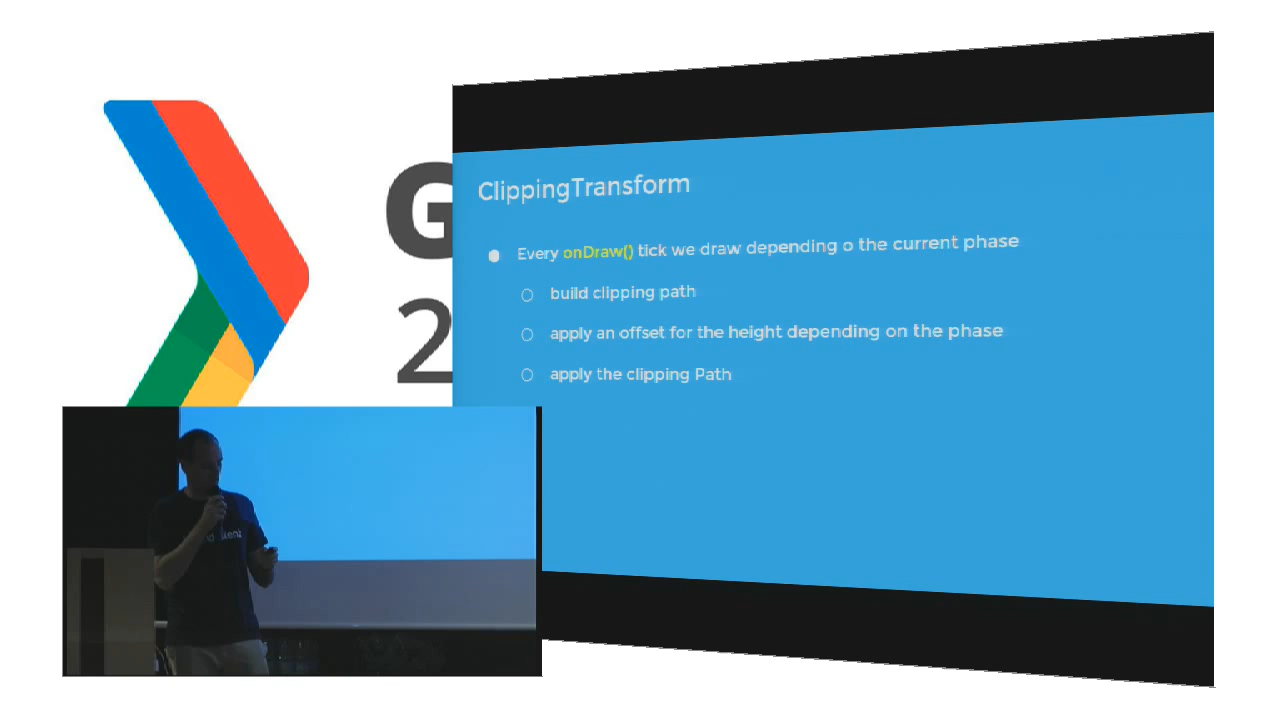 G
2
ClippingTransform
Every onDraw() tick we draw depending o the current phase
build clipping path
apply an offset for the height depending on the phase
apply the clipping Path